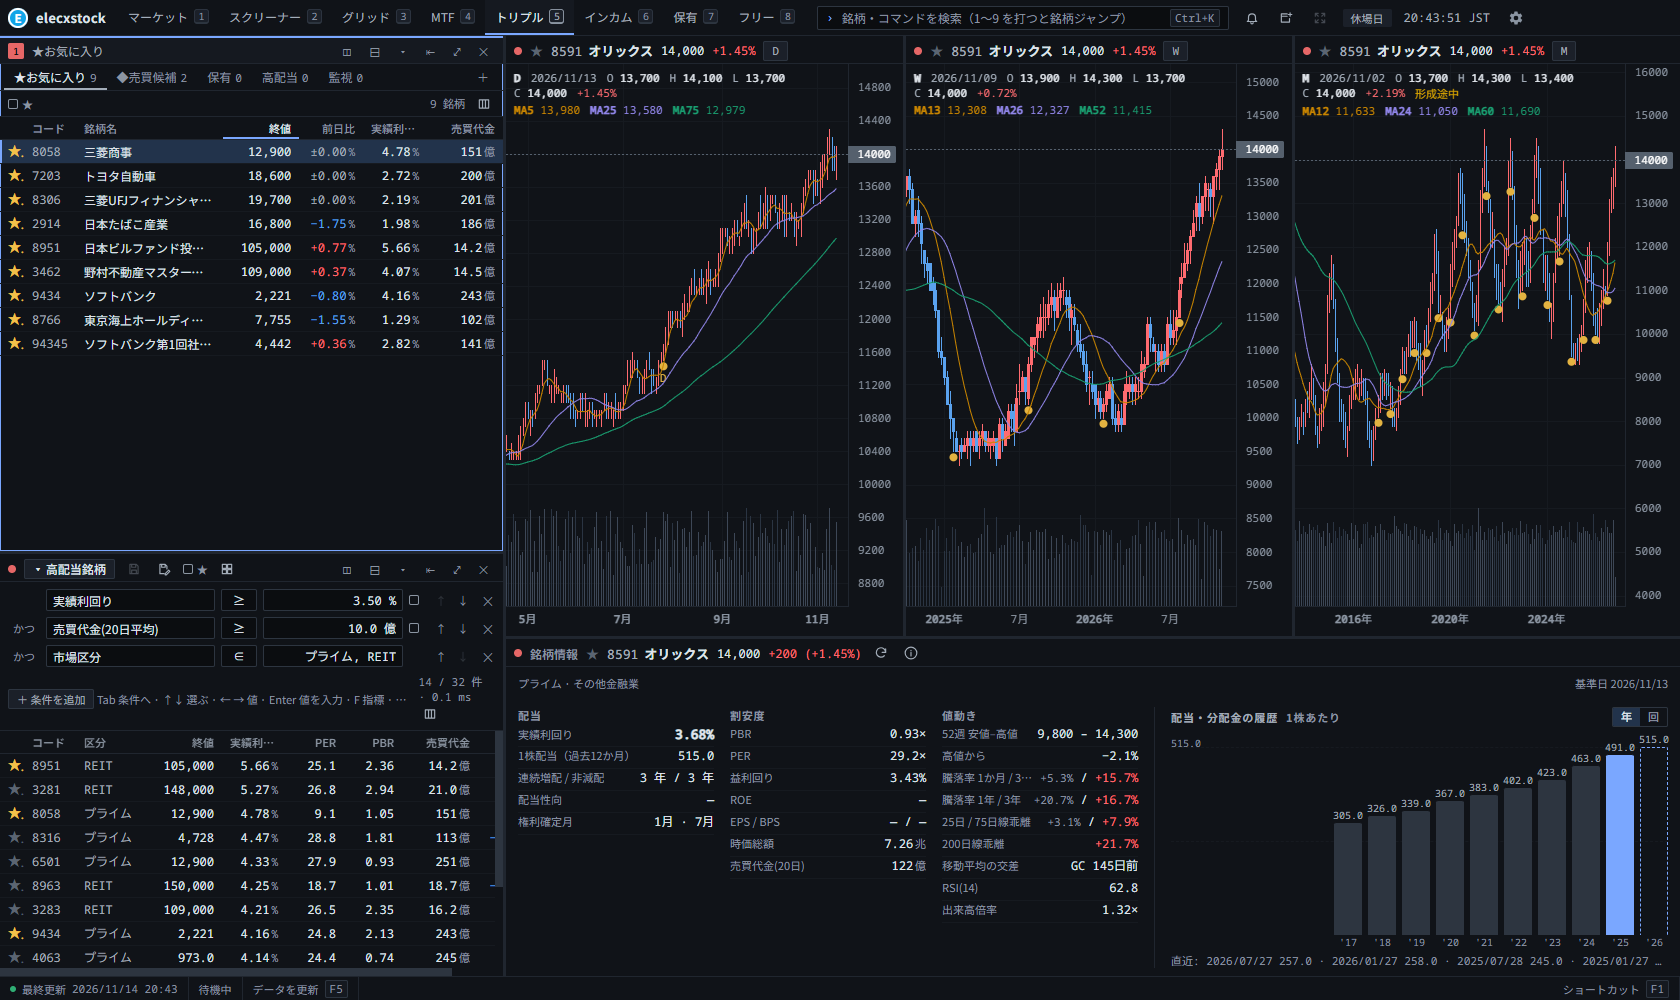 elecxstock マーケット 1 スクリーナー 2 グリッド 3 MTF 4 トリプル 5 インカム 6 保有 7 フリー 8 › 銘柄・コマンドを検索（1〜9 を打つと銘柄ジャンプ） Ctrl+K 休場日 20:43:51 JST
1 ★お気に入り
★お気に入り 9 ◆売買候補 2 保有 0 高配当 0 監視 0 +
★ 9 銘柄
コード 銘柄名 終値 前日比 実績利… 売買代金
★ 8058 三菱商事 12,900 ±0.00% 4.78% 151億
★ 7203 トヨタ自動車 18,600 ±0.00% 2.72% 200億
★ 8306 三菱UFJフィナンシャ… 19,700 ±0.00% 2.19% 201億
★ 2914 日本たばこ産業 16,800 −1.75% 1.98% 186億
★ 8951 日本ビルファンド投… 105,000 +0.77% 5.66% 14.2億
★ 3462 野村不動産マスター… 109,000 +0.37% 4.07% 14.5億
★ 9434 ソフトバンク 2,221 −0.80% 4.16% 243億
★ 8766 東京海上ホールディ… 7,755 −1.55% 1.29% 102億
★ 94345 ソフトバンク第1回社… 4,442 +0.36% 2.82% 141億
高配当銘柄 ★
実績利回り ≥ 3.50 % ↑ ↓ ×
かつ 売買代金(20日平均) ≥ 10.0 億 ↑ ↓ ×
かつ 市場区分 ∈ プライム, REIT ↑ ↓ ×
+ 条件を追加 Tab 条件へ · ↑↓ 選ぶ · ←→ 値 · Enter 値を入力 · F 指標 · …
14 / 32 件
· 0.1 ms
コード 区分 終値 実績利… PER PBR 売買代金
★ 8951 REIT 105,000 5.66% 25.1 2.36 14.2億
★ 3281 REIT 148,000 5.27% 26.8 2.94 21.0億
★ 8058 プライム 12,900 4.78% 9.1 1.05 151億
★ 8316 プライム 4,728 4.47% 28.8 1.81 113億
★ 6501 プライム 12,900 4.33% 27.9 0.93 251億
★ 8963 REIT 150,000 4.25% 18.7 1.01 18.7億
★ 3283 REIT 109,000 4.21% 26.5 2.35 16.2億
★ 9434 プライム 2,221 4.16% 24.8 2.13 243億
★ 4063 プライム 973.0 4.14% 24.4 0.74 245億
★ 8591 オリックス 14,000 +1.45% D
D 2026/11/13 O 13,700 H 14,100 L 13,700
C 14,000 +1.45%
MA5 13,980 MA25 13,580 MA75 12,979
14800
14400
14000
13600
13200
12800
12400
12000
11600
11200
10800
10400
10000
9600
9200
8800
5月 7月 9月 11月
★ 8591 オリックス 14,000 +1.45% W
W 2026/11/09 O 13,900 H 14,300 L 13,700
C 14,000 +0.72%
MA13 13,308 MA26 12,327 MA52 11,415
15000
14500
14000
13500
13000
12500
12000
11500
11000
10500
10000
9500
9000
8500
8000
7500
2025年 7月 2026年 7月
★ 8591 オリックス 14,000 +1.45% M
M 2026/11/02 O 13,700 H 14,300 L 13,400
C 14,000 +2.19% 形成途中
MA12 11,633 MA24 11,050 MA60 11,690
16000
15000
14000
13000
12000
11000
10000
9000
8000
7000
6000
5000
4000
2016年 2020年 2024年
銘柄情報 ★ 8591 オリックス 14,000 +200 (+1.45%)
プライム · その他金融業 基準日 2026/11/13
配当
実績利回り 3.68%
1株配当（過去12か月） 515.0
連続増配 / 非減配 3 年 / 3 年
配当性向 —
権利確定月 1月 · 7月
割安度
PBR 0.93×
PER 29.2×
益利回り 3.43%
ROE —
EPS / BPS — / —
時価総額 7.26兆
売買代金(20日) 122億
値動き
52週 安値–高値 9,800 – 14,300
高値から −2.1%
騰落率 1か月 / 3… +5.3% / +15.7%
騰落率 1年 / 3年 +20.7% / +16.7%
25日 / 75日線乖離 +3.1% / +7.9%
200日線乖離 +21.7%
移動平均の交差 GC 145日前
RSI(14) 62.8
出来高倍率 1.32×
配当・分配金の履歴 1株あたり 年 回
515.0
305.0 326.0 339.0 367.0 383.0 402.0 423.0 463.0 491.0 515.0
'17 '18 '19 '20 '21 '22 '23 '24 '25 '26
直近: 2026/07/27 257.0 · 2026/01/27 258.0 · 2025/07/28 245.0 · 2025/01/27 …
最終更新 2026/11/14 20:43 待機中 データを更新 F5 ショートカット F1